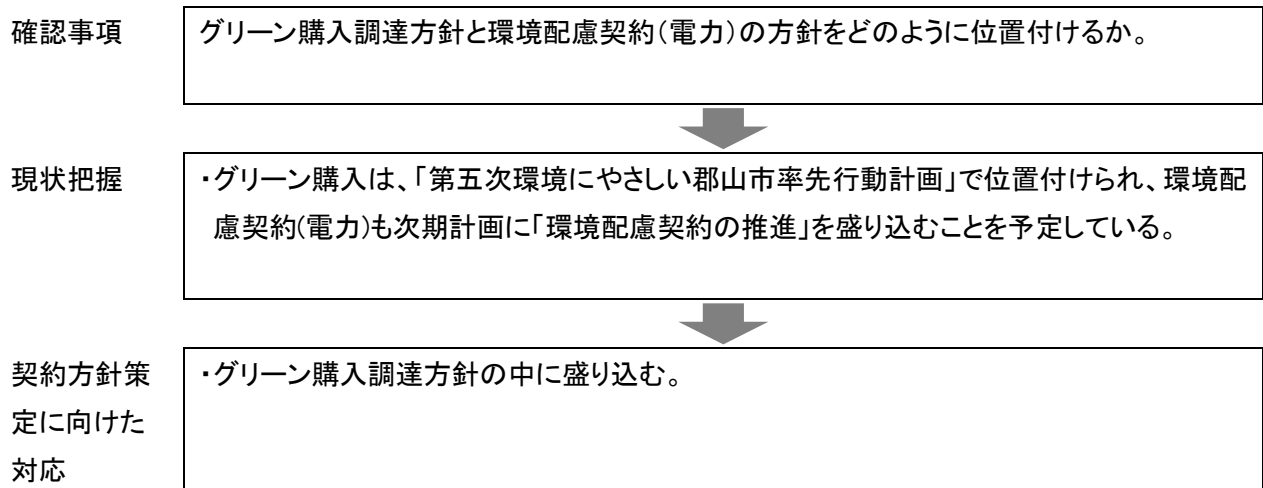 確認事項
グリーン購入調達方針と環境配慮契約(電力)の方針をどのように位置付けるか。
現状把握
・グリーン購入は、「第五次環境にやさしい郡山市率先行動計画」で位置付けられ、環境配
慮契約(電力)も次期計画に「環境配慮契約の推進」を盛り込むことを予定している。
契約方針策
定に向けた
対応
・グリーン購入調達方針の中に盛り込む。